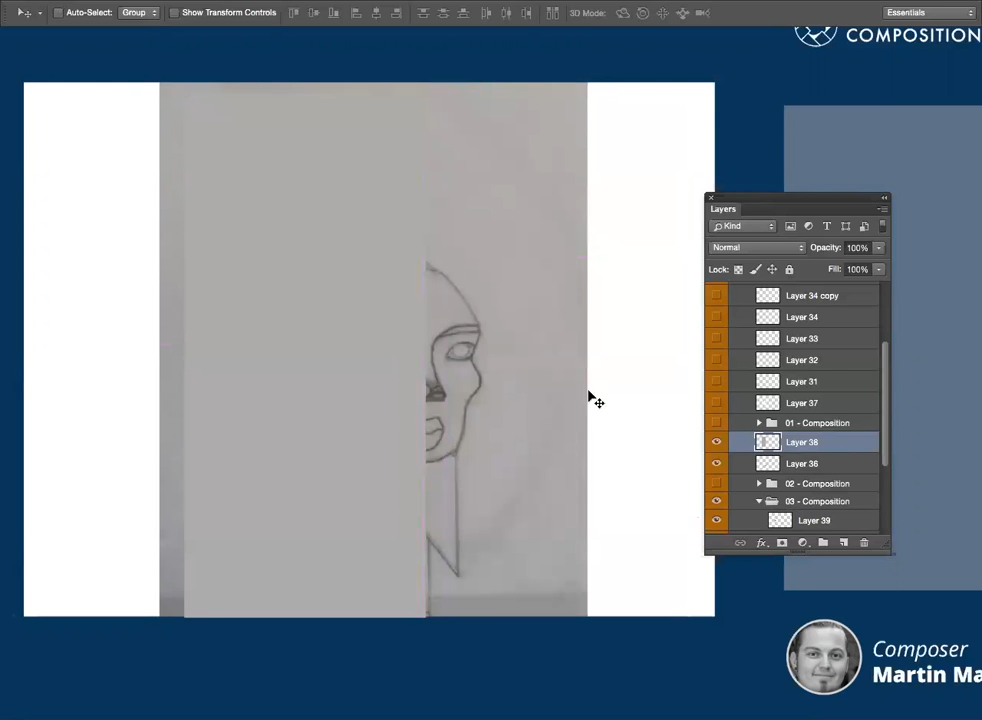 Auto-Select: Group Show Transform Controls 3D Mode: Essentials
COMPOSITION
Layers
Kind
Normal Opacity: 100%
Lock: Fill: 100%
Layer 34 copy
Layer 34
Layer 33
Layer 32
Layer 31
Layer 37
01 - Composition
Layer 38
Layer 36
02 - Composition
03 - Composition
Layer 39
fx
Composer
Martin Ma